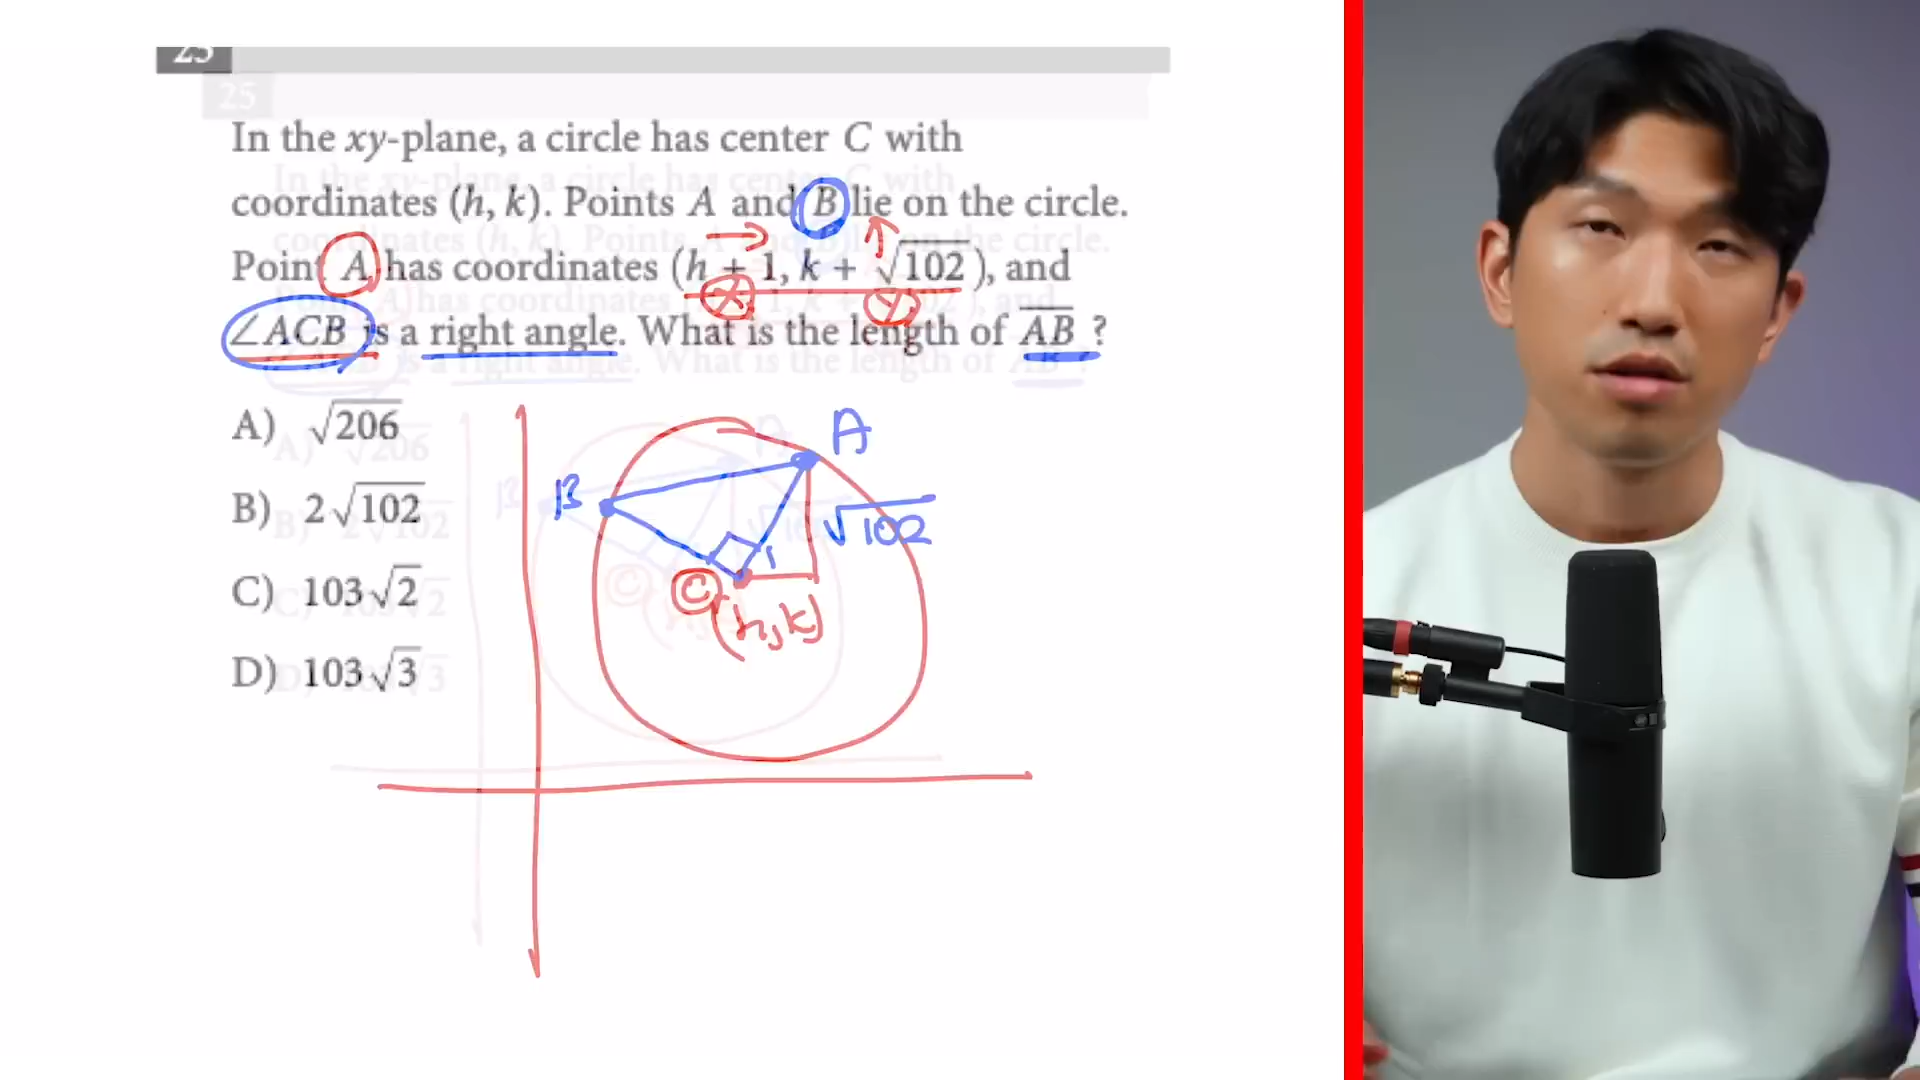 25
25
In the xy-plane, a circle has center C with
coordinates (h, k). Points A and B lie on the circle.
Point A has coordinates (h + 1, k + √102), and
∠ACB is a right angle. What is the length of AB ?
x
y
A) √206
B) 2√102
C) 103√2
D) 103√3
A
B
√102
1
C
(h, k)